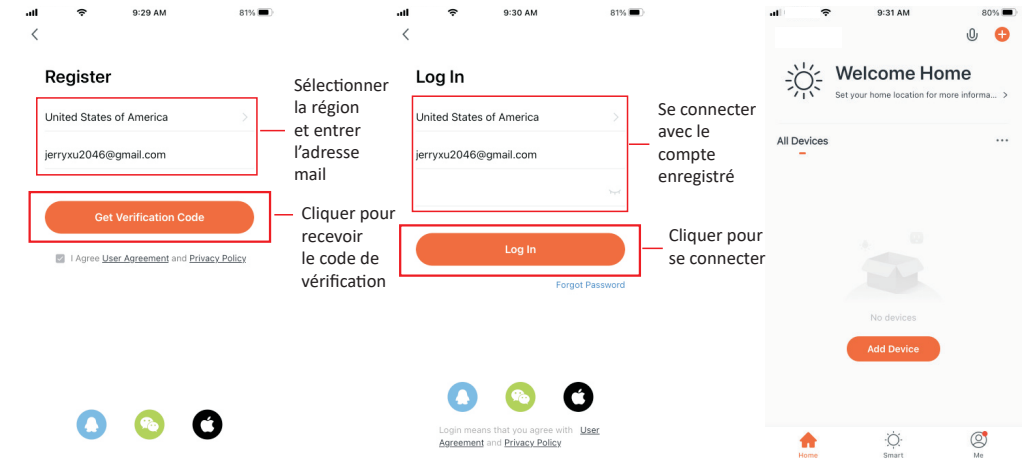 9:29 AM
81%
Register
United States of America
jerryxu2046@gmail.com
Get Verification Code
I Agree User Agreement and Privacy Policy
Sélectionner
la région
et entrer
l’adresse
mail
Cliquer pour
recevoir
le code de
vérification
9:30 AM
81%
Log In
United States of America
jerryxu2046@gmail.com
Log In
Forgot Password
Login means that you agree with User
Agreement and Privacy Policy
Se connecter
avec le
compte
enregistré
Cliquer pour
se connecter
9:31 AM
80%
Welcome Home
Set your home location for more informa...
All Devices
No devices
Add Device
Home
Smart
Me